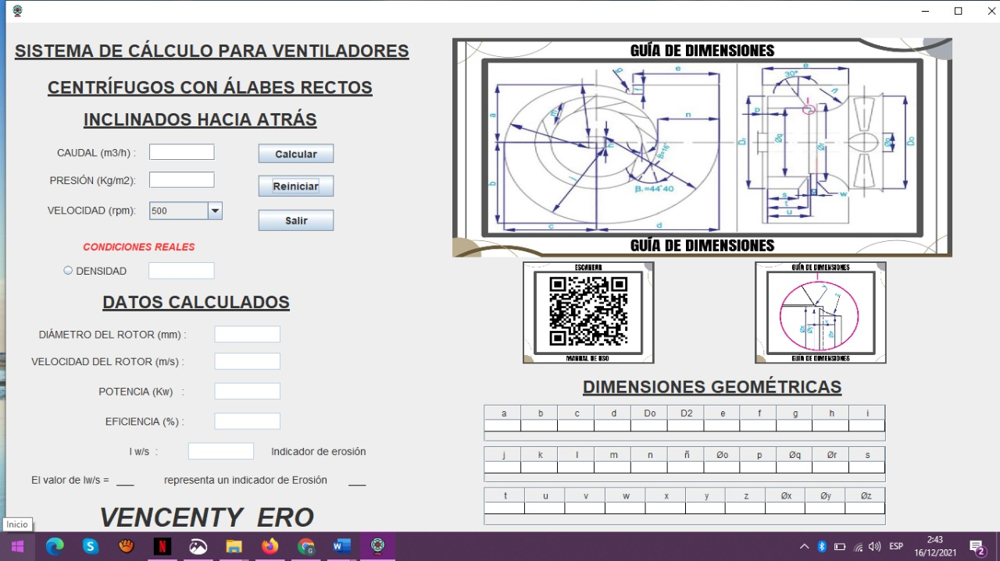 SISTEMA DE CÁLCULO PARA VENTILADORES
CENTRÍFUGOS CON ÁLABES RECTOS
INCLINADOS HACIA ATRÁS
CAUDAL (m3/h) :
Calcular
PRESIÓN (Kg/m2):
Reiniciar
VELOCIDAD (rpm):
500
Salir
CONDICIONES REALES
DENSIDAD
DATOS CALCULADOS
DIÁMETRO DEL ROTOR (mm) :
VELOCIDAD DEL ROTOR (m/s) :
POTENCIA (Kw) :
EFICIENCIA (%) :
I w/s :
Indicador de erosión
El valor de Iw/s = ___ representa un indicador de Erosión ___
VENCENTY ERO
GUÍA DE DIMENSIONES
g
e
f
a
m
n
h
B=16°
b
j
β.=44°40
c
d
e
30°
ñ
i
p
Øq
Ør
s
t
u
w
GUÍA DE DIMENSIONES
ESCANEAR
MANUAL DE USO
GUÍA DE DIMENSIONES
GUÍA DE DIMENSIONES
DIMENSIONES GEOMÉTRICAS
a b c d Do D2 e f g h i
j k l m n ñ Øo p Øq Ør s
t u v w x y z Øx Øy Øz
Inicio
ESP
2:43
16/12/2021
2